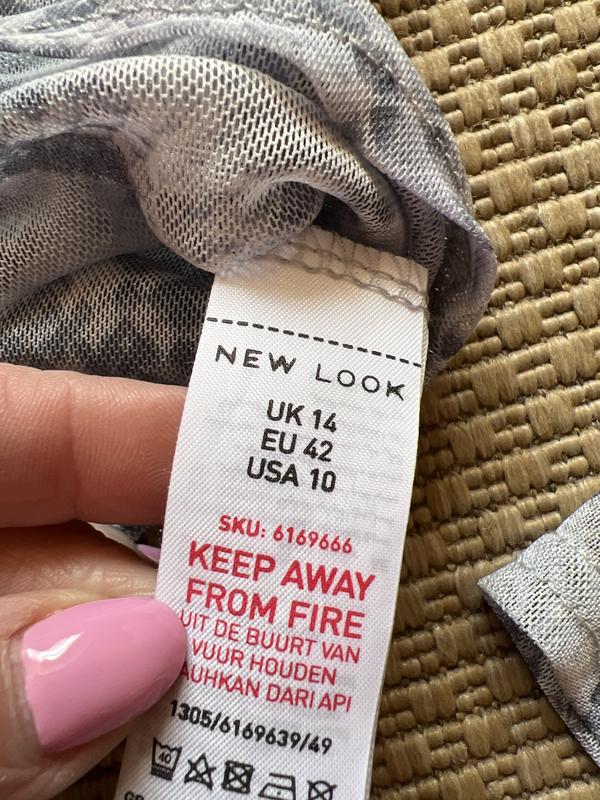 NEW LOOK
UK 14
EU 42
USA 10
SKU: 6169666
KEEP AWAY
FROM FIRE
UIT DE BUURT VAN
VUUR HOUDEN
AUHKAN DARI API
1305/6169639/49
40